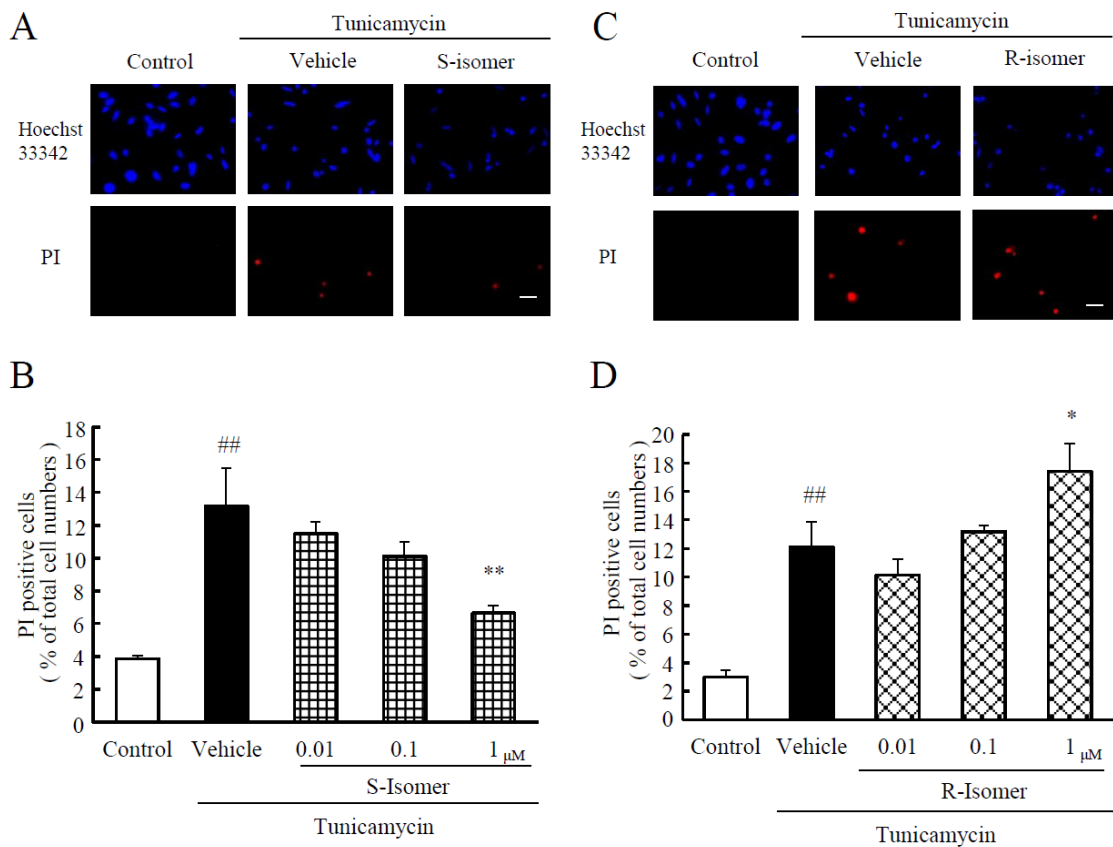 A
Tunicamycin
Control
Vehicle
S-isomer
Hoechst
33342
PI
C
Tunicamycin
Control
Vehicle
R-isomer
Hoechst
33342
PI
B
PI positive cells
( % of total cell numbers )
18
16
14
12
10
8
6
4
2
0
##
**
Control
Vehicle
0.01
0.1
1 μM
S-Isomer
Tunicamycin
D
PI positive cells
( % of total cell numbers )
20
18
16
14
12
10
8
6
4
2
0
##
*
Control
Vehicle
0.01
0.1
1 μM
R-Isomer
Tunicamycin